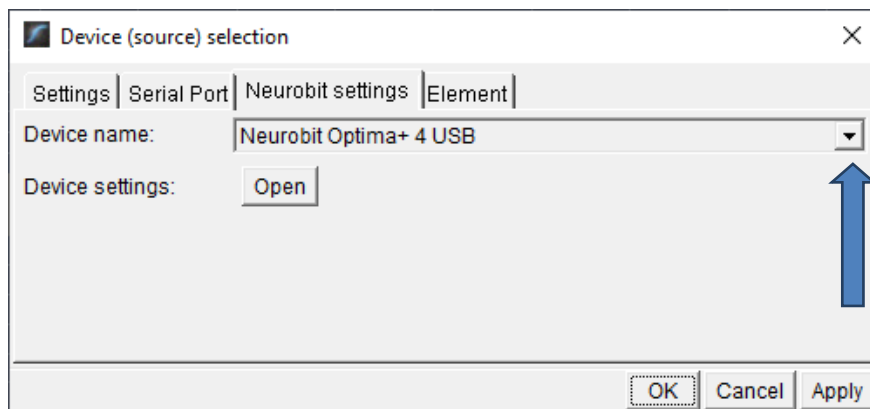 Device (source) selection
Settings Serial Port Neurobit settings Element
Device name: Neurobit Optima+ 4 USB
Device settings: Open
OK Cancel Apply